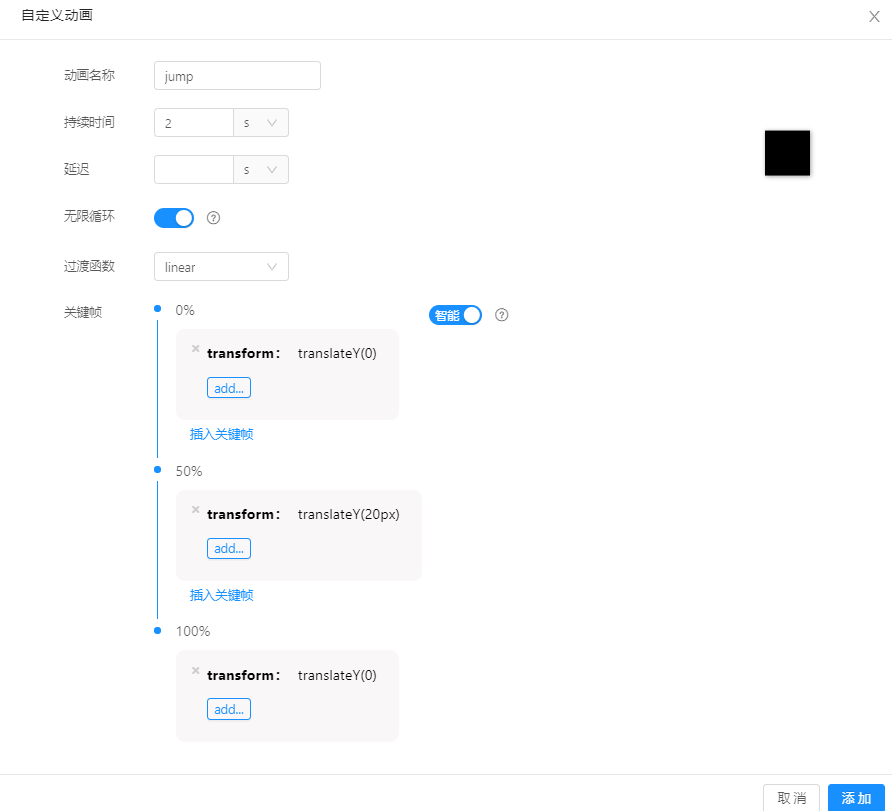 自定义动画
动画名称
jump
持续时间
2
s
延迟
s
无限循环
过渡函数
linear
关键帧
0%
智能
transform：
translateY(0)
add...
插入关键帧
50%
transform：
translateY(20px)
add...
插入关键帧
100%
transform：
translateY(0)
add...
取消
添加